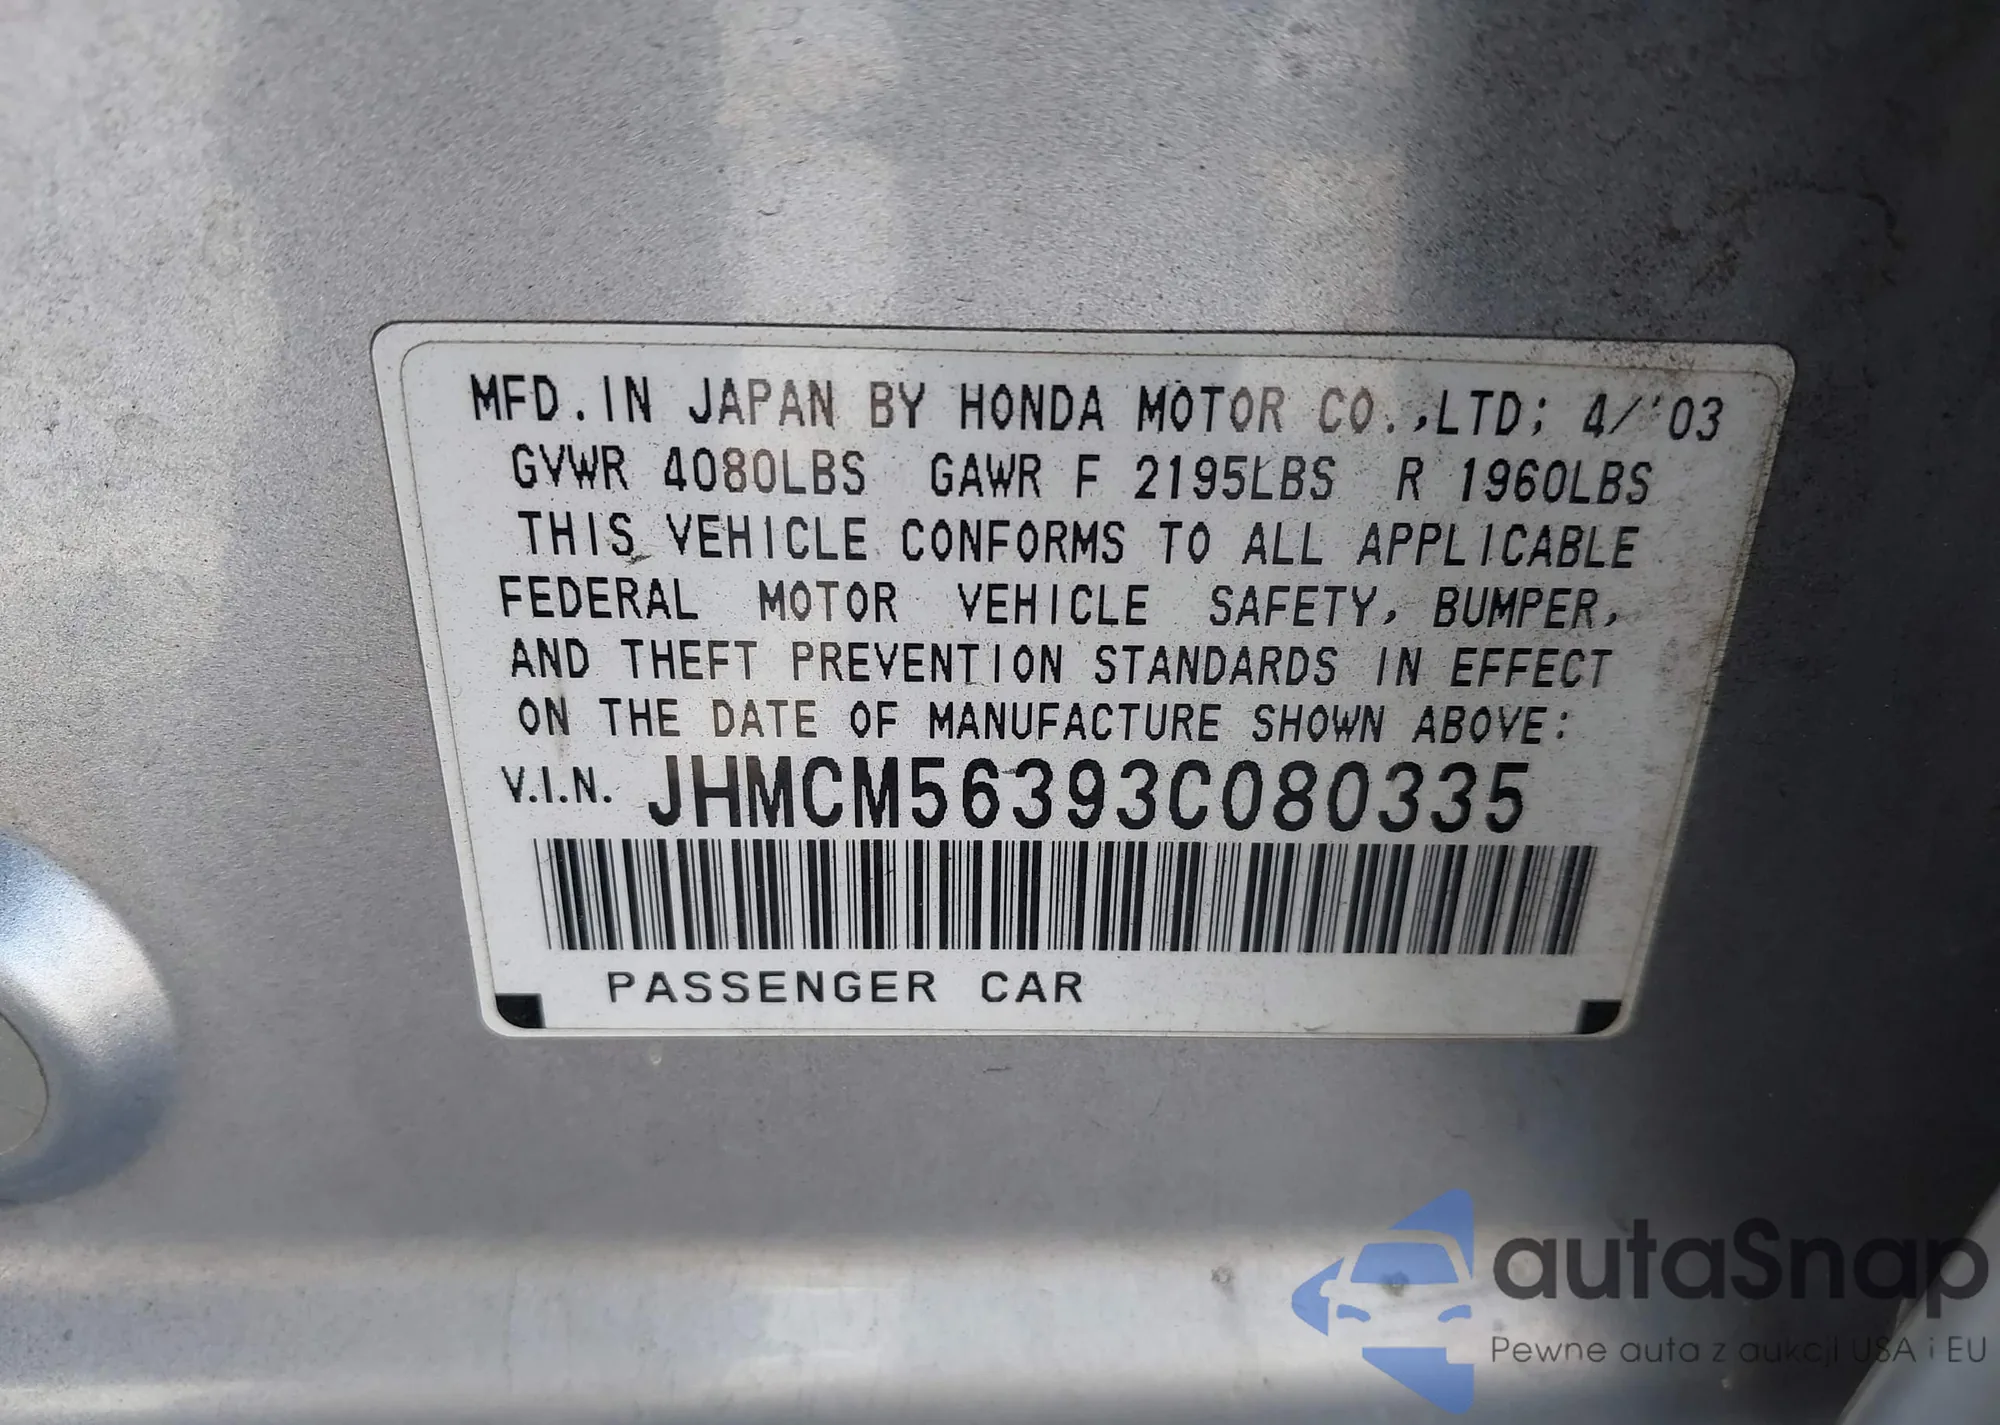 MFD. IN JAPAN BY HONDA MOTOR CO.,LTD; 4/'03
GVWR 4080LBS GAWR F 2195LBS R 1960LBS
THIS VEHICLE CONFORMS TO ALL APPLICABLE
FEDERAL MOTOR VEHICLE SAFETY, BUMPER,
AND THEFT PREVENTION STANDARDS IN EFFECT
ON THE DATE OF MANUFACTURE SHOWN ABOVE:
V.I.N. JHMCM56393C080335
PASSENGER CAR
autaSnap
Pewne auta z aukcji USA i EU